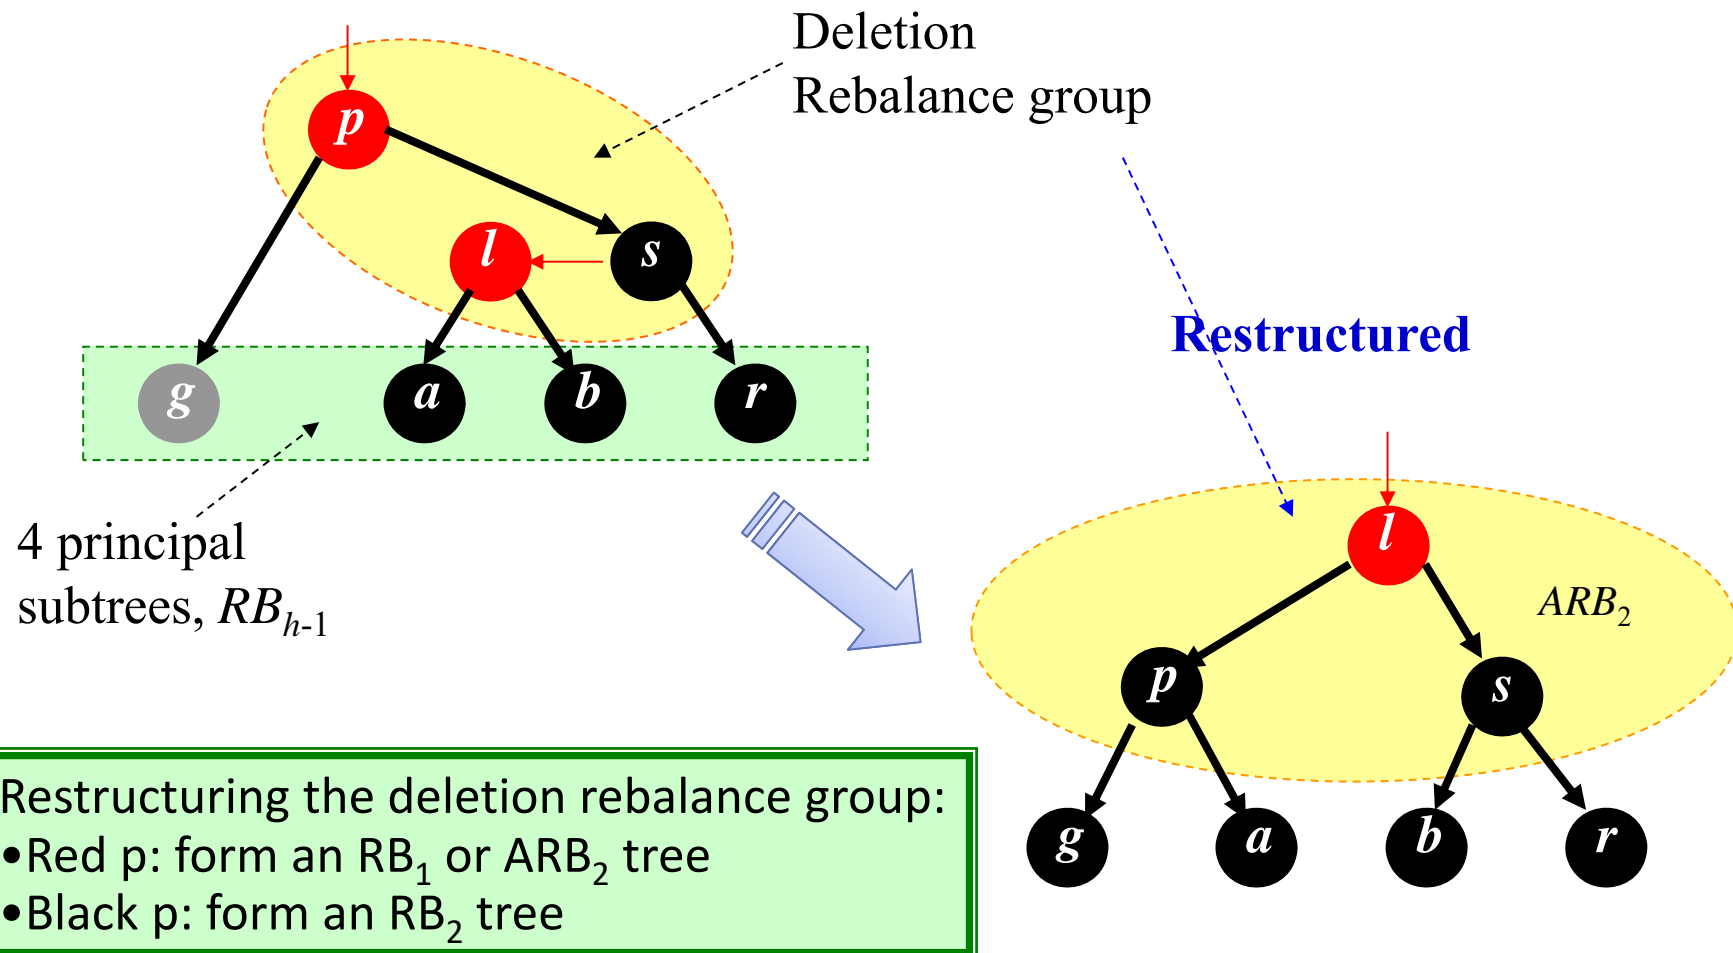 Deletion
Rebalance group
p
l
s
g
a
b
r
4 principal
subtrees, RBh-1
Restructured
l
ARB2
p
s
g
a
b
r
Restructuring the deletion rebalance group:
•Red p: form an RB1 or ARB2 tree
•Black p: form an RB2 tree